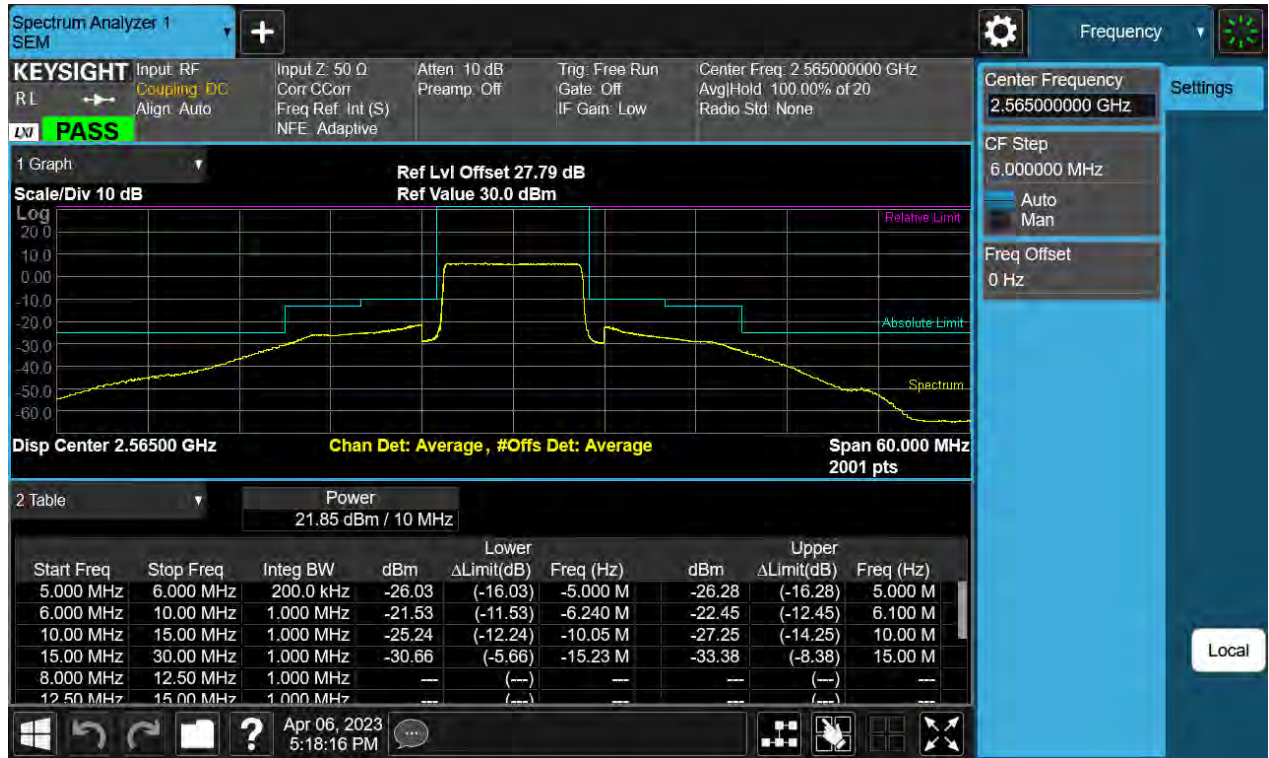 Spectrum Analyzer 1
SEM
+
Frequency
KEYSIGHT
R L
LXI
PASS
Input: RF
Coupling: DC
Align: Auto
Input Z: 50 Ω
Corr CCorr
Freq Ref: Int (S)
NFE: Adaptive
Atten: 10 dB
Preamp: Off
Trig: Free Run
Gate: Off
IF Gain: Low
Center Freq: 2.565000000 GHz
Avg|Hold: 100.00% of 20
Radio Std: None
Center Frequency
2.565000000 GHz
Settings
CF Step
6.000000 MHz
Auto
Man
Freq Offset
0 Hz
1 Graph
Ref Lvl Offset 27.79 dB
Scale/Div 10 dB
Ref Value 30.0 dBm
Log
Relative Limit
20.0
10.0
0.00
-10.0
-20.0
Absolute Limit
-30.0
-40.0
-50.0
Spectrum
-60.0
Disp Center 2.56500 GHz
Chan Det: Average , #Offs Det: Average
Span 60.000 MHz
2001 pts
2 Table
Power
21.85 dBm / 10 MHz
Lower Upper
Start Freq Stop Freq Integ BW dBm ΔLimit(dB) Freq (Hz) dBm ΔLimit(dB) Freq (Hz)
5.000 MHz 6.000 MHz 200.0 kHz -26.03 (-16.03) -5.000 M -26.28 (-16.28) 5.000 M
6.000 MHz 10.00 MHz 1.000 MHz -21.53 (-11.53) -6.240 M -22.45 (-12.45) 6.100 M
10.00 MHz 15.00 MHz 1.000 MHz -25.24 (-12.24) -10.05 M -27.25 (-14.25) 10.00 M
15.00 MHz 30.00 MHz 1.000 MHz -30.66 (-5.66) -15.23 M -33.38 (-8.38) 15.00 M
8.000 MHz 12.50 MHz 1.000 MHz --- (---) --- --- (---) ---
12.50 MHz 15.00 MHz 1.000 MHz --- (---) --- --- (---) ---
Local
?
Apr 06, 2023
5:18:16 PM